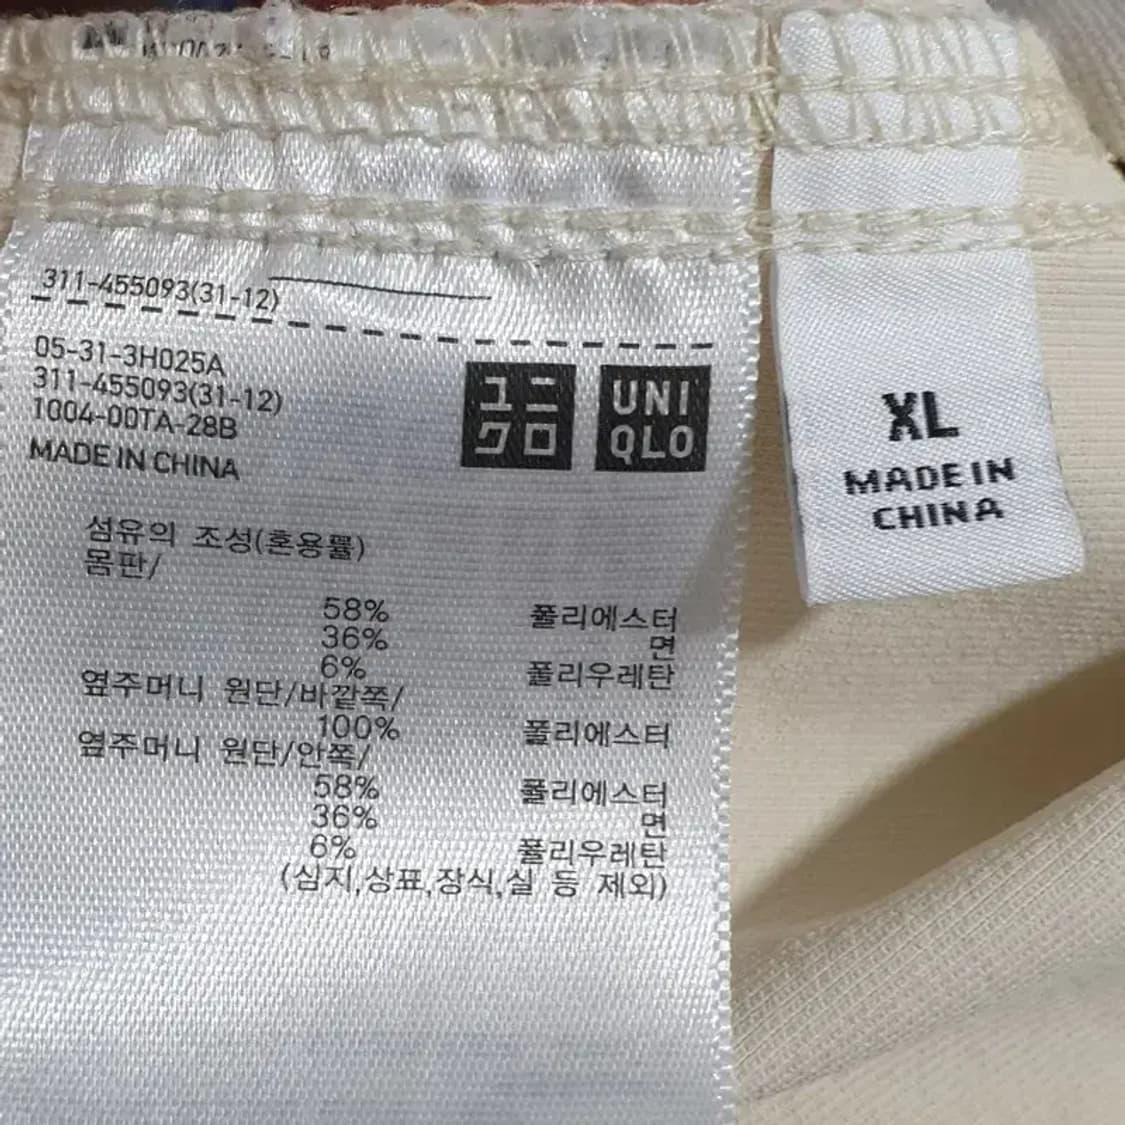 311-455093(31-12)
05-31-3H025A
311-455093(31-12)
1004-00TA-28B
MADE IN CHINA
ユニ
クロ
UNI
QLO
섬유의 조성(혼용률)
몸판/
58% 폴리에스터
36% 면
6% 폴리우레탄
옆주머니 원단/바깥쪽/
100% 폴리에스터
옆주머니 원단/안쪽/
58% 폴리에스터
36% 면
6% 폴리우레탄
(심지,상표,장식,실 등 제외)
XL
MADE IN
CHINA